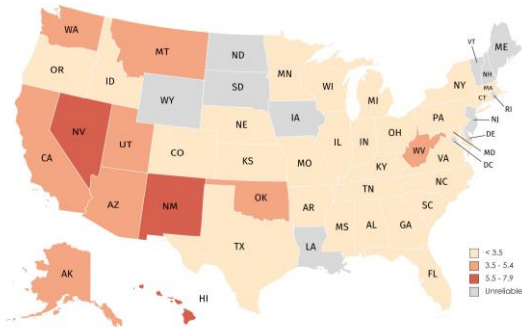 WA
MT
ND
VT
ME
OR
MN
NH
ID
SD
WI
NY
MA
WY
MI
CT
RI
IA
PA
NJ
NE
NV
OH
DE
UT
IL
IN
MD
CA
CO
WV
VA
DC
KS
MO
KY
NC
TN
AZ
OK
NM
AR
SC
MS
AL
GA
TX
LA
< 3.5
3.5 - 5.4
AK
FL
5.5 - 7.9
HI
Unreliable